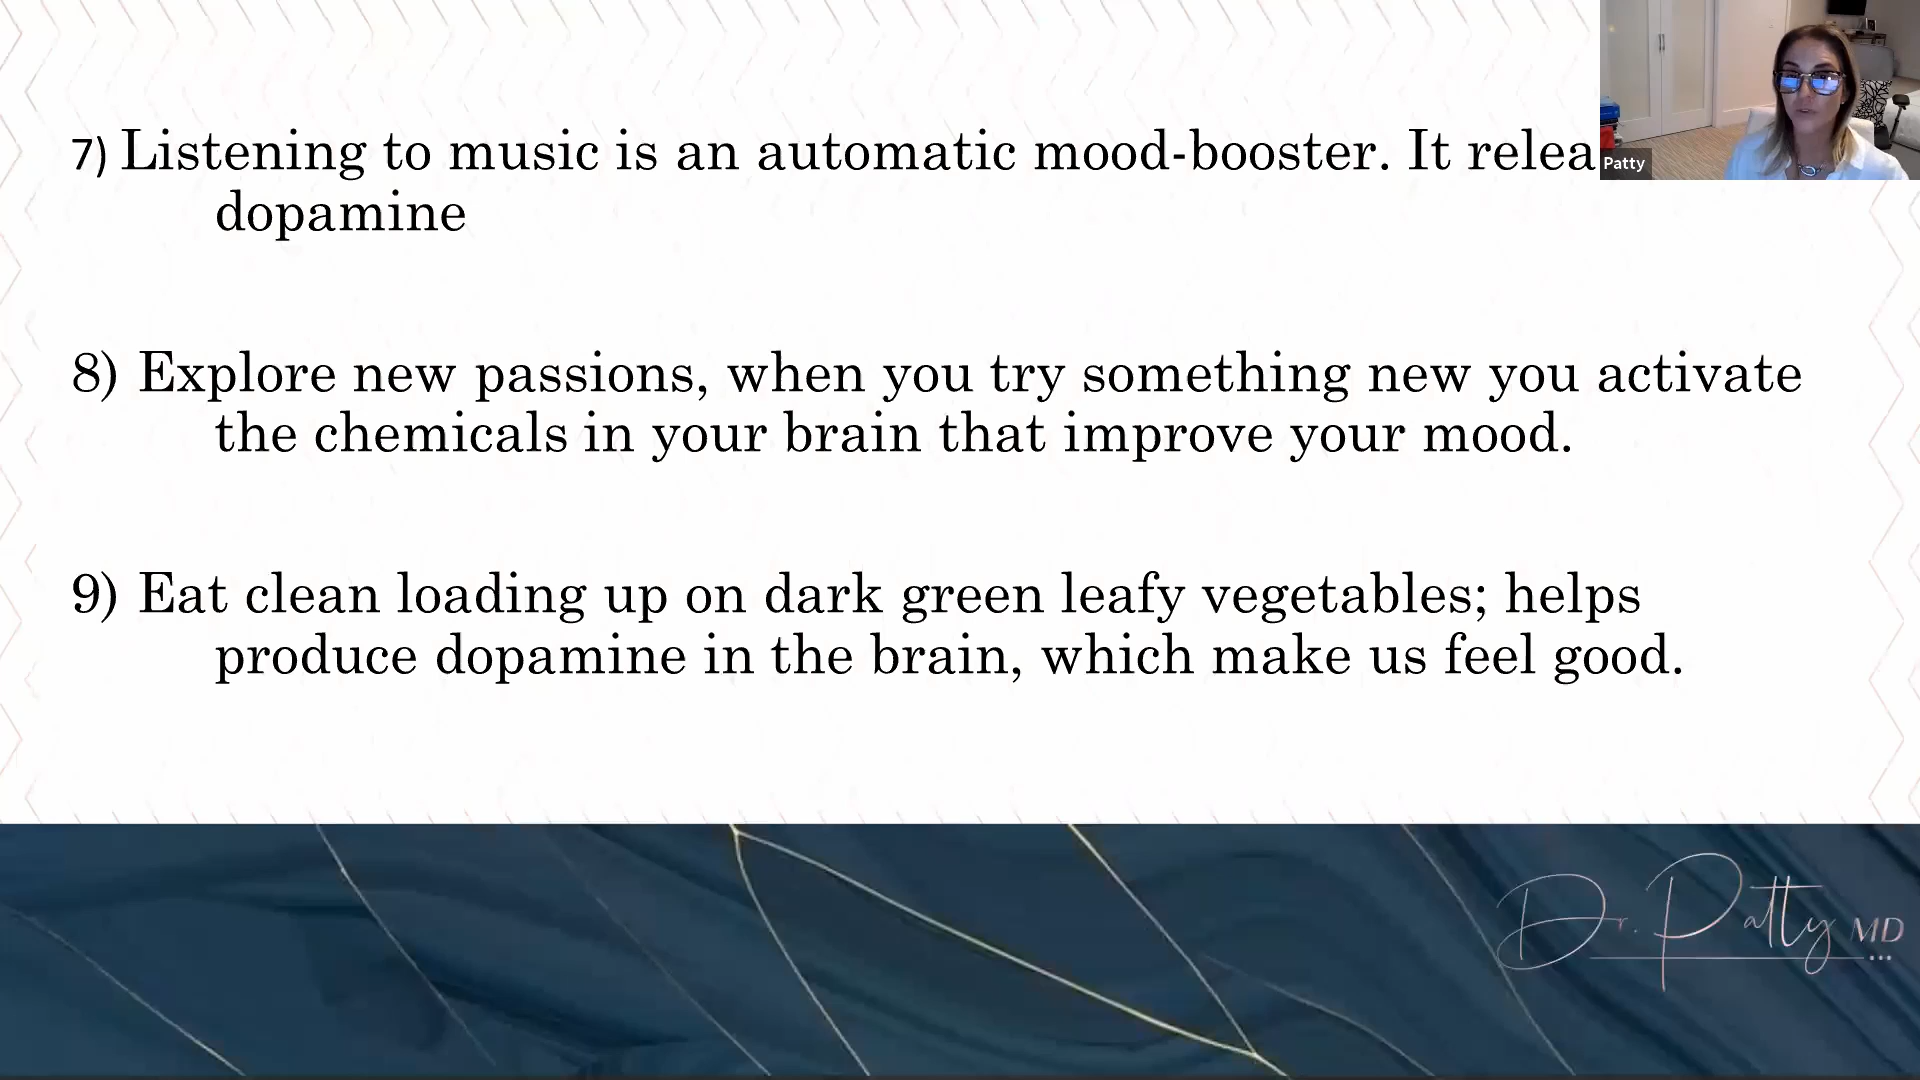 7) Listening to music is an automatic mood-booster. It
dopamine
8) Explore new passions, when you try something new you activate
the chemicals in your brain that improve your mood.
9) Eat clean loading up on dark green leafy vegetables; helps
produce dopamine in the brain, which make us feel good.
Patty
Dr. Patty MD